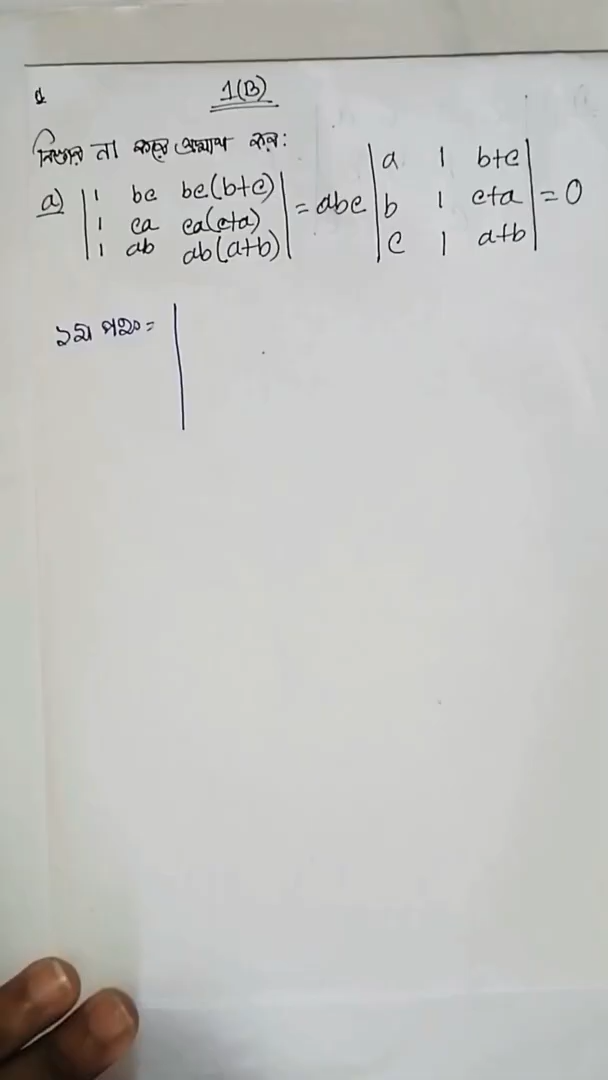 1(B)
বিস্তার না করে প্রমাণ কর:
a) | 1 bc bc(b+c) | = abc | a 1 b+c | = 0
| 1 ca ca(c+a) | | b 1 c+a |
| 1 ab ab(a+b) | | c 1 a+b |
১ম পক্ষ = |